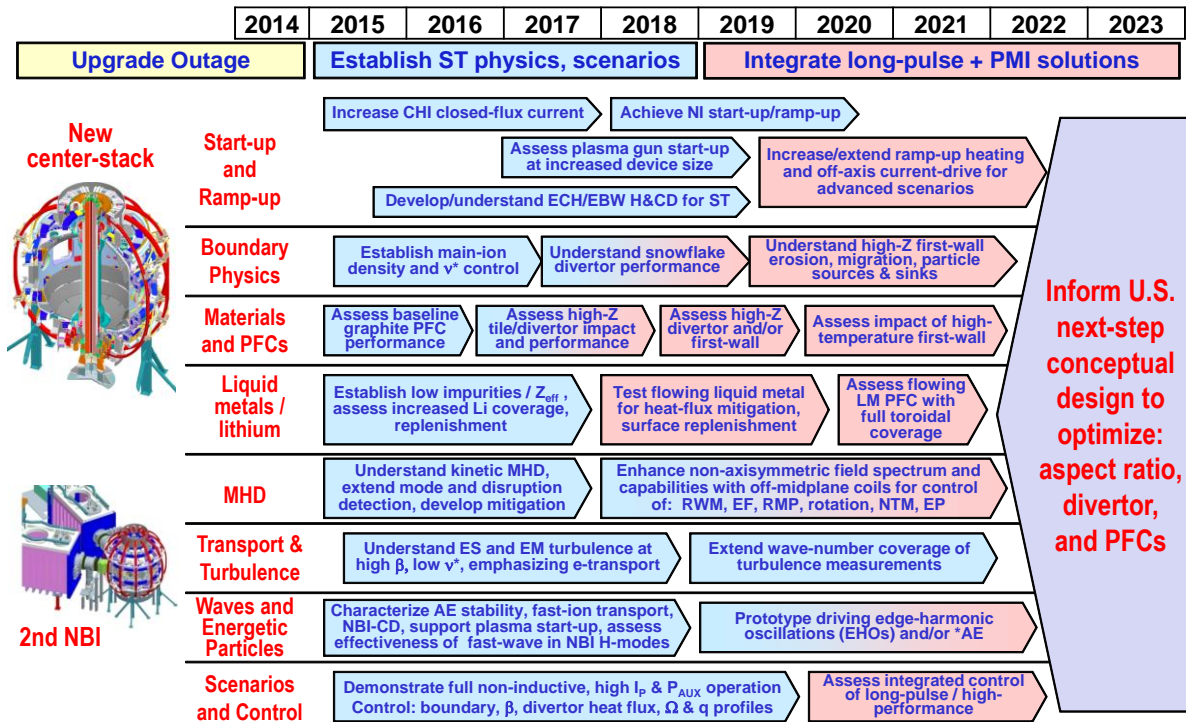 2014 2015 2016 2017 2018 2019 2020 2021 2022 2023
Upgrade Outage
Establish ST physics, scenarios
Integrate long-pulse + PMI solutions
New
center-stack
2nd NBI
Start-up
and
Ramp-up
Increase CHI closed-flux current
Achieve NI start-up/ramp-up
Assess plasma gun start-up
at increased device size
Increase/extend ramp-up heating
and off-axis current-drive for
advanced scenarios
Develop/understand ECH/EBW H&CD for ST
Boundary
Physics
Establish main-ion
density and ν* control
Understand snowflake
divertor performance
Understand high-Z first-wall
erosion, migration, particle
sources & sinks
Materials
and PFCs
Assess baseline
graphite PFC
performance
Assess high-Z
tile/divertor impact
and performance
Assess high-Z
divertor and/or
first-wall
Assess impact of high-
temperature first-wall
Liquid
metals /
lithium
Establish low impurities / Zeff ,
assess increased Li coverage,
replenishment
Test flowing liquid metal
for heat-flux mitigation,
surface replenishment
Assess flowing
LM PFC with
full toroidal
coverage
MHD
Understand kinetic MHD,
extend mode and disruption
detection, develop mitigation
Enhance non-axisymmetric field spectrum and
capabilities with off-midplane coils for control
of: RWM, EF, RMP, rotation, NTM, EP
Transport &
Turbulence
Understand ES and EM turbulence at
high β, low ν*, emphasizing e-transport
Extend wave-number coverage of
turbulence measurements
Waves and
Energetic
Particles
Characterize AE stability, fast-ion transport,
NBI-CD, support plasma start-up, assess
effectiveness of fast-wave in NBI H-modes
Prototype driving edge-harmonic
oscillations (EHOs) and/or *AE
Scenarios
and Control
Demonstrate full non-inductive, high IP & PAUX operation
Control: boundary, β, divertor heat flux, Ω & q profiles
Assess integrated control
of long-pulse / high-
performance
Inform U.S.
next-step
conceptual
design to
optimize:
aspect ratio,
divertor,
and PFCs